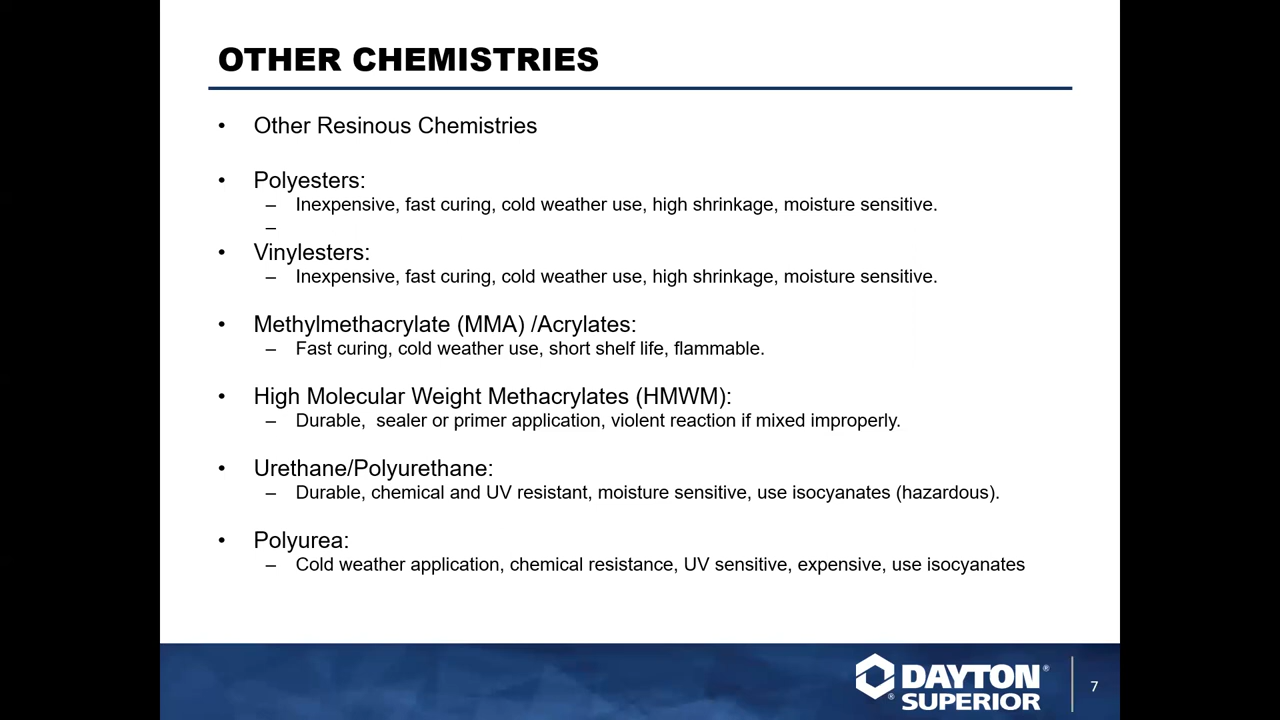 OTHER CHEMISTRIES
• Other Resinous Chemistries
• Polyesters:
– Inexpensive, fast curing, cold weather use, high shrinkage, moisture sensitive.
–
• Vinylesters:
– Inexpensive, fast curing, cold weather use, high shrinkage, moisture sensitive.
• Methylmethacrylate (MMA) /Acrylates:
– Fast curing, cold weather use, short shelf life, flammable.
• High Molecular Weight Methacrylates (HMWM):
– Durable,  sealer or primer application, violent reaction if mixed improperly.
• Urethane/Polyurethane:
– Durable, chemical and UV resistant, moisture sensitive, use isocyanates (hazardous).
• Polyurea:
– Cold weather application, chemical resistance, UV sensitive, expensive, use isocyanates
® DAYTON®
SUPERIOR
7